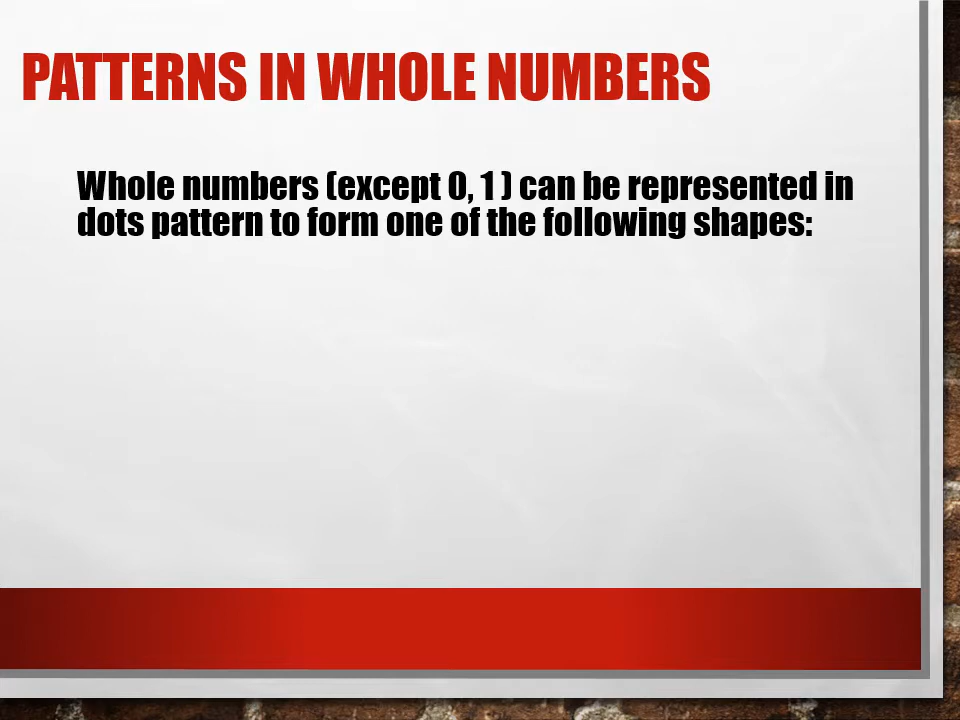 PATTERNS IN WHOLE NUMBERS
Whole numbers (except 0, 1 ) can be represented in
dots pattern to form one of the following shapes: